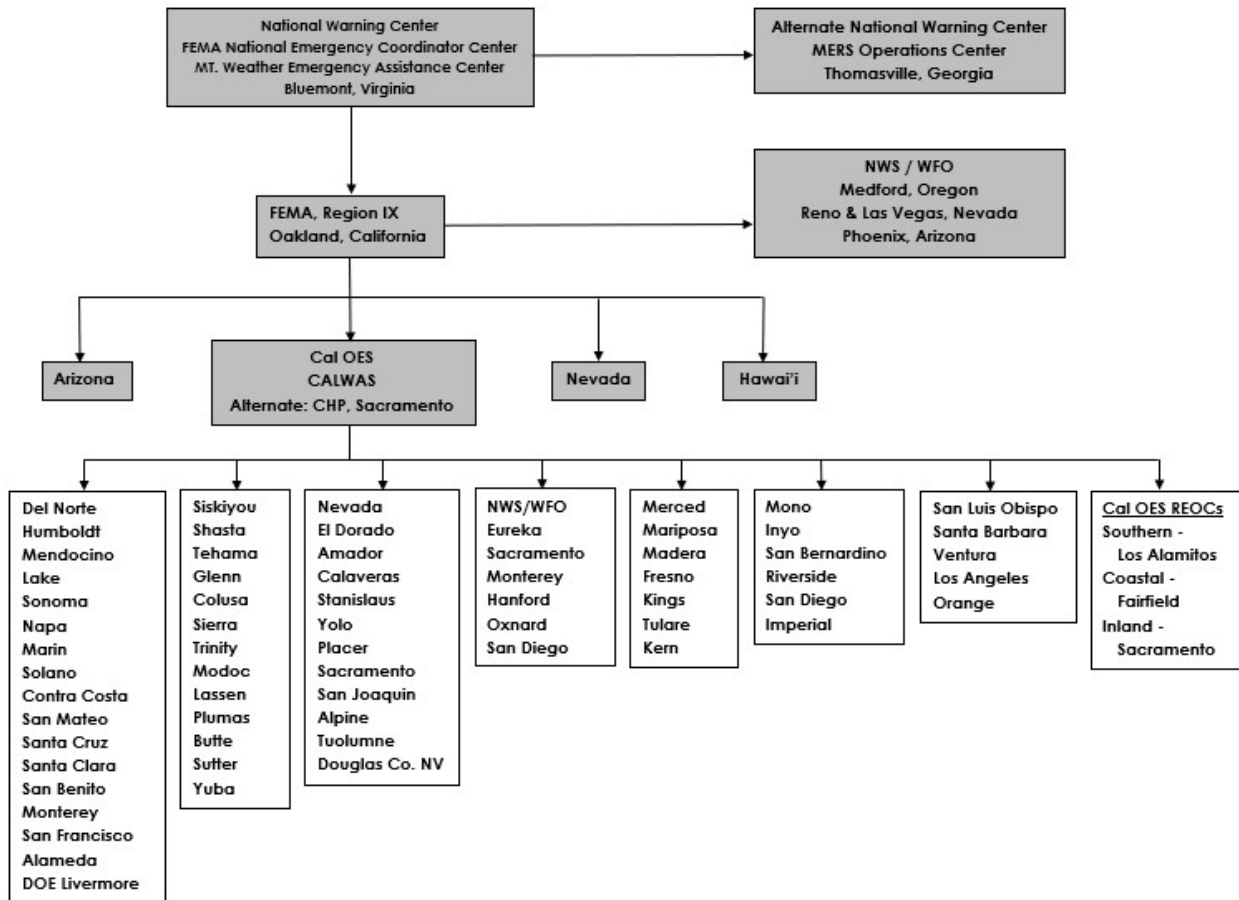 National Warning Center
FEMA National Emergency Coordinator Center
MT. Weather Emergency Assistance Center
Bluemont, Virginia
Alternate National Warning Center
MERS Operations Center
Thomasville, Georgia
NWS / WFO
Medford, Oregon
Reno & Las Vegas, Nevada
Phoenix, Arizona
FEMA, Region IX
Oakland, California
Arizona
Cal OES
CALWAS
Alternate: CHP, Sacramento
Nevada
Hawai'i
Del Norte
Humboldt
Mendocino
Lake
Sonoma
Napa
Marin
Solano
Contra Costa
San Mateo
Santa Cruz
Santa Clara
San Benito
Monterey
San Francisco
Alameda
DOE Livermore
Siskiyou
Shasta
Tehama
Glenn
Colusa
Sierra
Trinity
Modoc
Lassen
Plumas
Butte
Sutter
Yuba
Nevada
El Dorado
Amador
Calaveras
Stanislaus
Yolo
Placer
Sacramento
San Joaquin
Alpine
Tuolumne
Douglas Co. NV
NWS/WFO
Eureka
Sacramento
Monterey
Hanford
Oxnard
San Diego
Merced
Mariposa
Madera
Fresno
Kings
Tulare
Kern
Mono
Inyo
San Bernardino
Riverside
San Diego
Imperial
San Luis Obispo
Santa Barbara
Ventura
Los Angeles
Orange
Cal OES REOCs
Southern -
Los Alamitos
Coastal -
Fairfield
Inland -
Sacramento